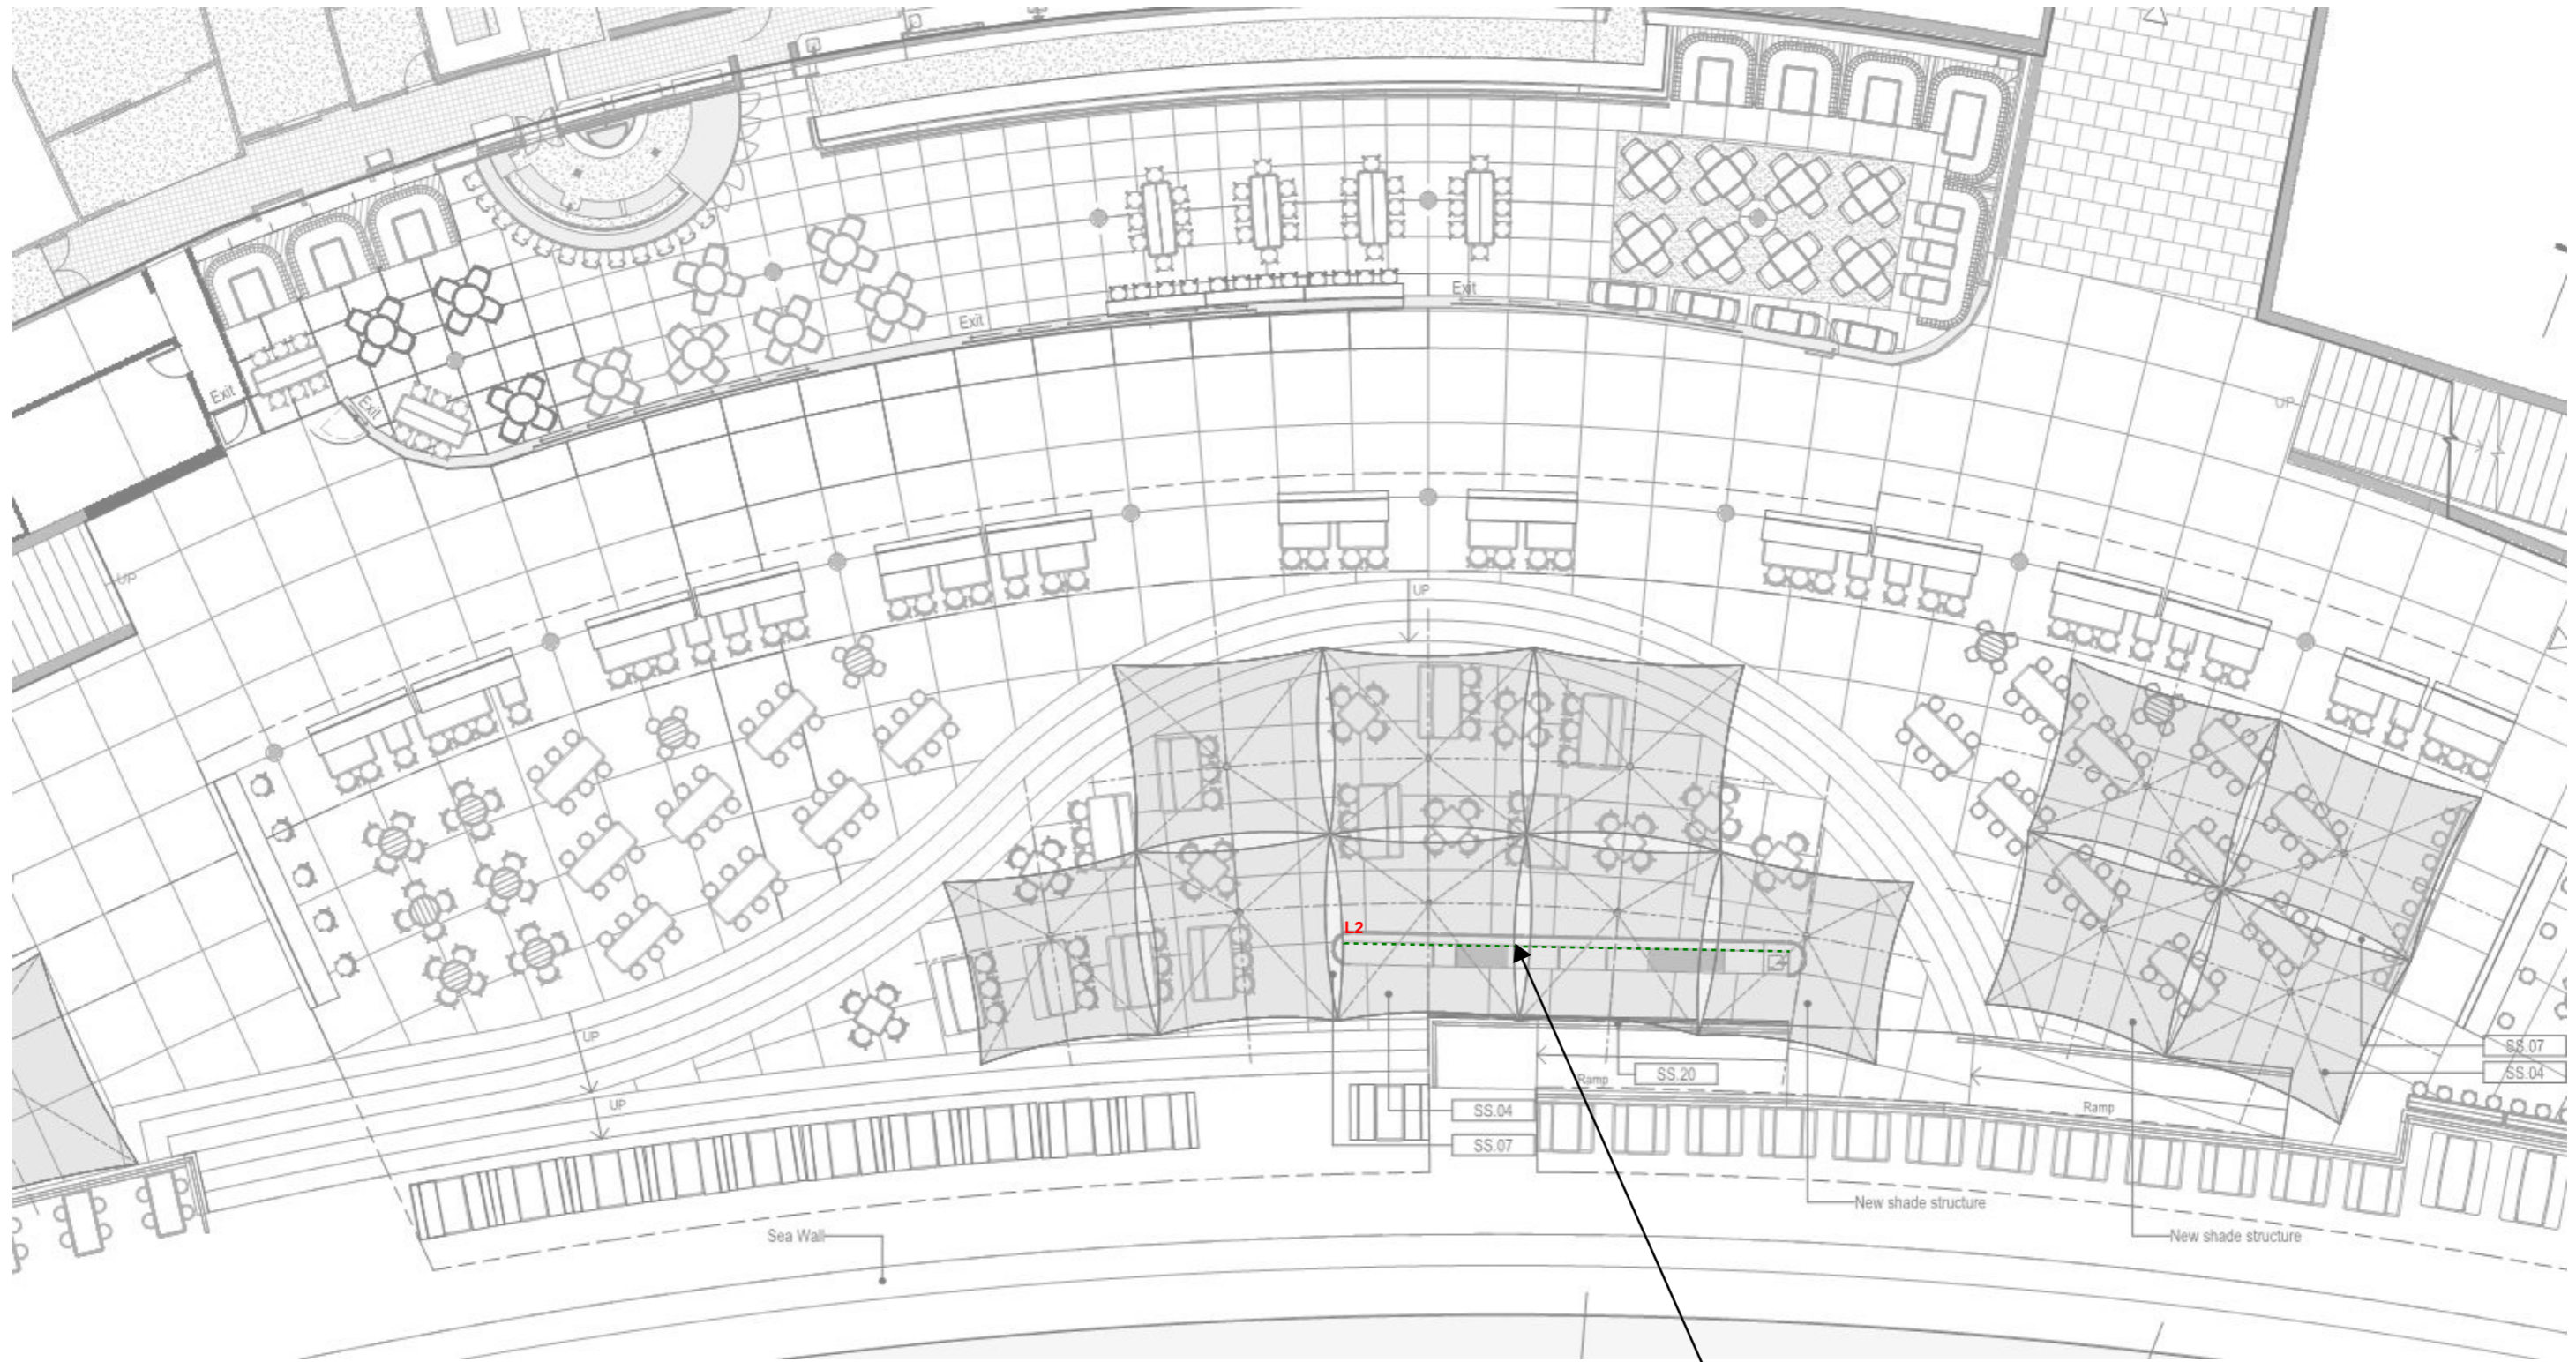 Exit
Exit
Exit
Exit
UP
UP
UP
L2
UP
UP
SS.07
SS.04
SS.20
Ramp
Ramp
SS.04
SS.07
New shade structure
New shade structure
Sea Wall